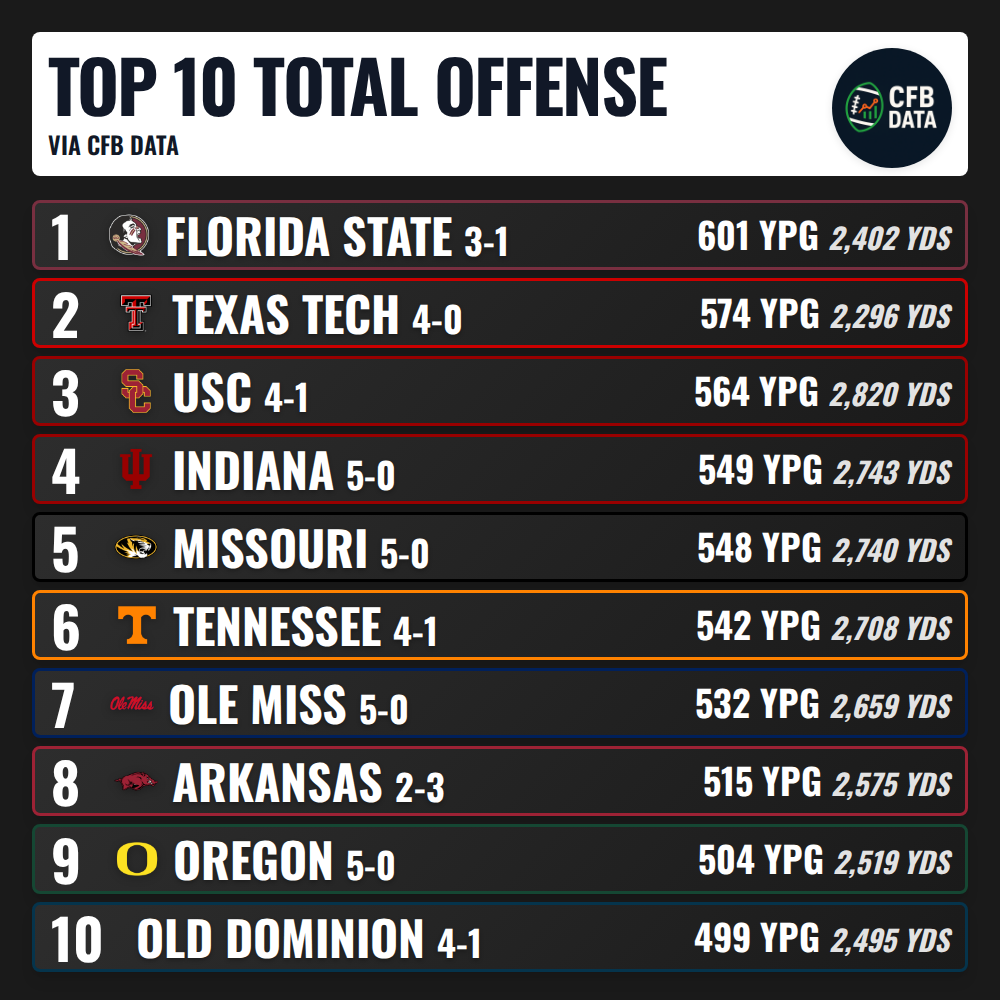 TOP 10 TOTAL OFFENSE
VIA CFB DATA
CFB
DATA
1 FLORIDA STATE 3-1 601 YPG 2,402 YDS
2 TEXAS TECH 4-0 574 YPG 2,296 YDS
3 SC USC 4-1 564 YPG 2,820 YDS
4 INDIANA 5-0 549 YPG 2,743 YDS
5 MISSOURI 5-0 548 YPG 2,740 YDS
6 T TENNESSEE 4-1 542 YPG 2,708 YDS
7 Ole Miss OLE MISS 5-0 532 YPG 2,659 YDS
8 ARKANSAS 2-3 515 YPG 2,575 YDS
9 O OREGON 5-0 504 YPG 2,519 YDS
10 OLD DOMINION 4-1 499 YPG 2,495 YDS